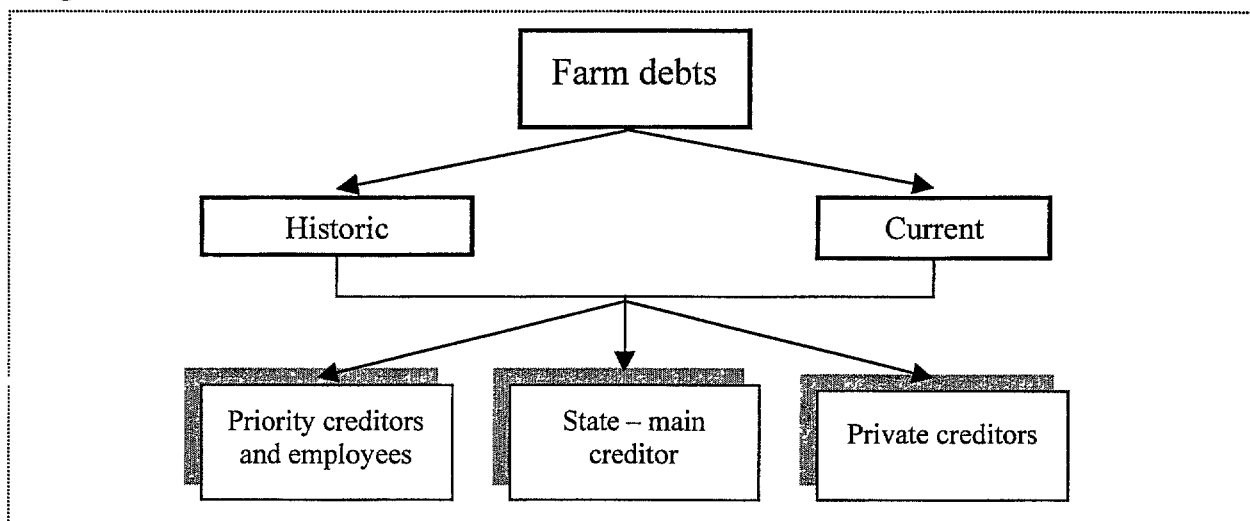 Farm debts
Historic
Current
Priority creditors
and employees
State – main
creditor
Private creditors